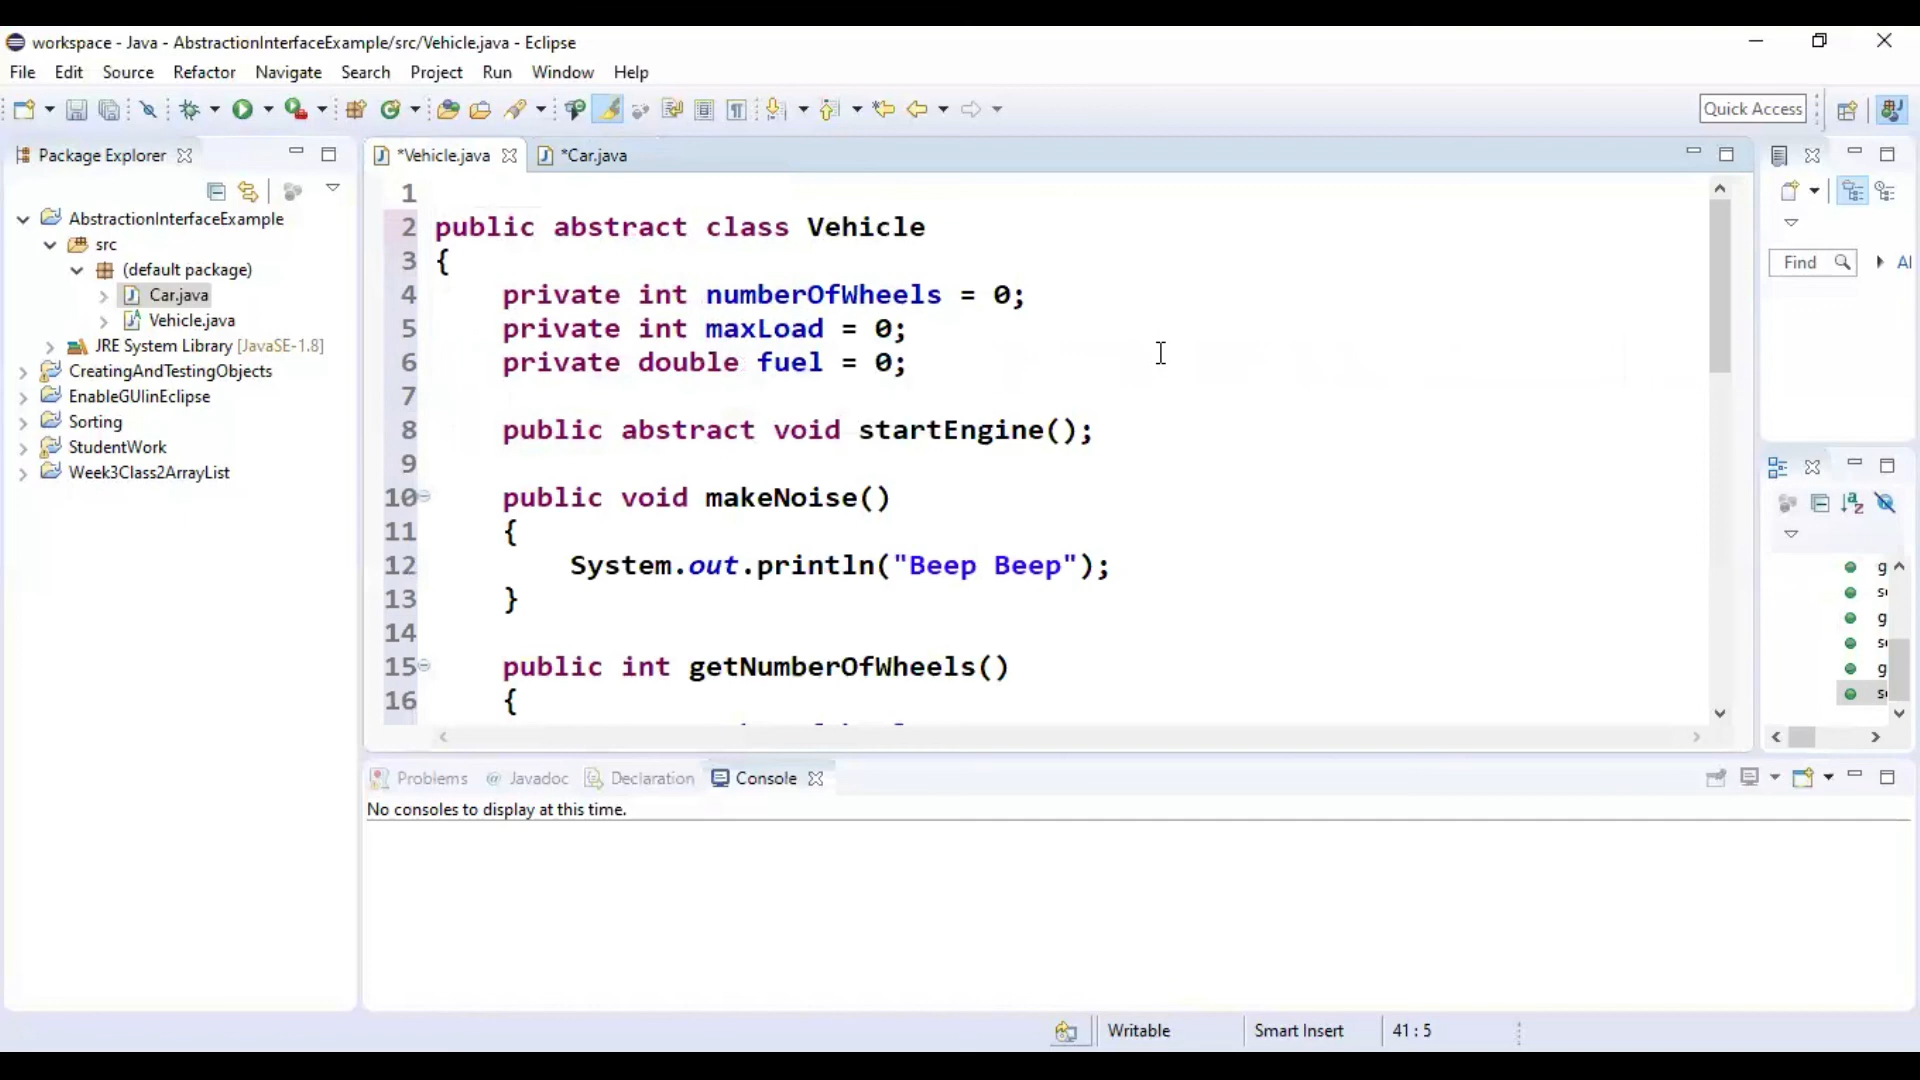 workspace - Java - AbstractionInterfaceExample/src/Vehicle.java - Eclipse
File Edit Source Refactor Navigate Search Project Run Window Help
Quick Access
Package Explorer
*Vehicle.java
*Car.java
AbstractionInterfaceExample
src
(default package)
Car.java
Vehicle.java
JRE System Library [JavaSE-1.8]
CreatingAndTestingObjects
EnableGUIinEclipse
Sorting
StudentWork
Week3Class2ArrayList
1
2 public abstract class Vehicle
3 {
4 private int numberOfWheels = 0;
5 private int maxLoad = 0;
6 private double fuel = 0;
7
8 public abstract void startEngine();
9
10 public void makeNoise()
11 {
12 System.out.println("Beep Beep");
13 }
14
15 public int getNumberOfWheels()
16 {
Find Al
g
s
g
s
g
s
Problems @ Javadoc Declaration Console
No consoles to display at this time.
Writable Smart Insert 41 : 5